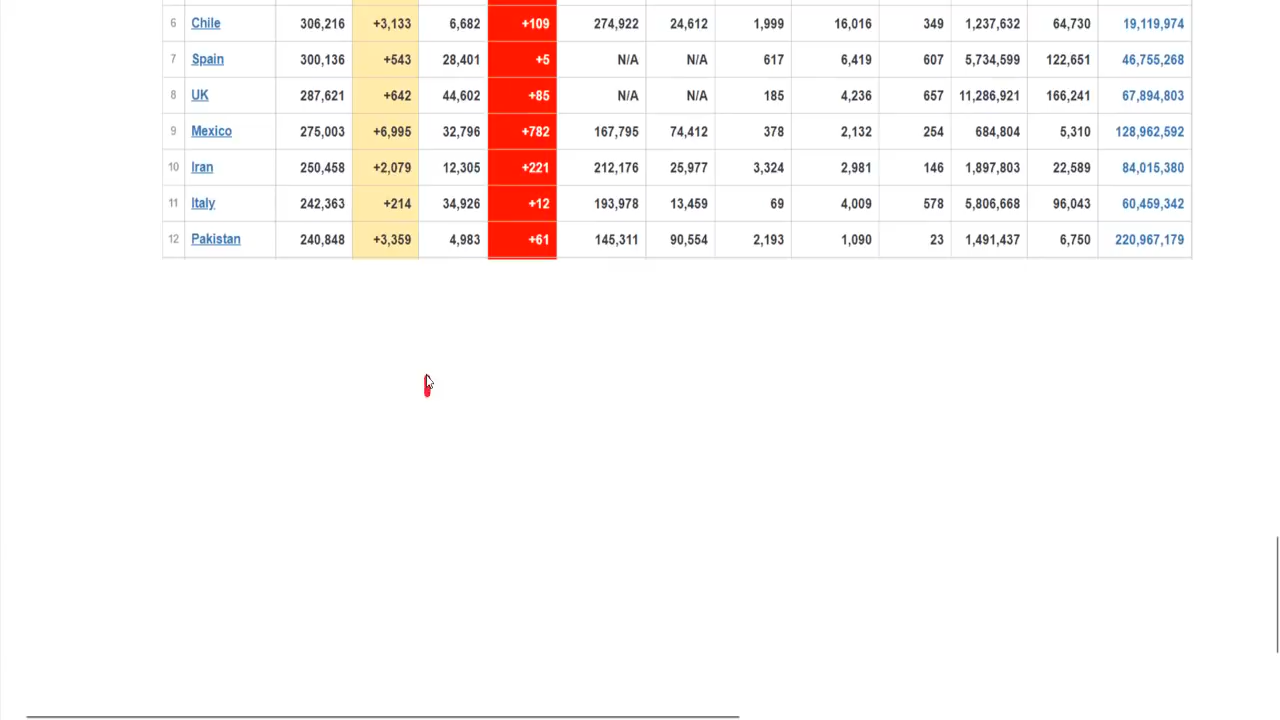 6 Chile 306,216 +3,133 6,682 +109 274,922 24,612 1,999 16,016 349 1,237,632 64,730 19,119,974
7 Spain 300,136 +543 28,401 +5 N/A N/A 617 6,419 607 5,734,599 122,651 46,755,268
8 UK 287,621 +642 44,602 +85 N/A N/A 185 4,236 657 11,286,921 166,241 67,894,803
9 Mexico 275,003 +6,995 32,796 +782 167,795 74,412 378 2,132 254 684,804 5,310 128,962,592
10 Iran 250,458 +2,079 12,305 +221 212,176 25,977 3,324 2,981 146 1,897,803 22,589 84,015,380
11 Italy 242,363 +214 34,926 +12 193,978 13,459 69 4,009 578 5,806,668 96,043 60,459,342
12 Pakistan 240,848 +3,359 4,983 +61 145,311 90,554 2,193 1,090 23 1,491,437 6,750 220,967,179